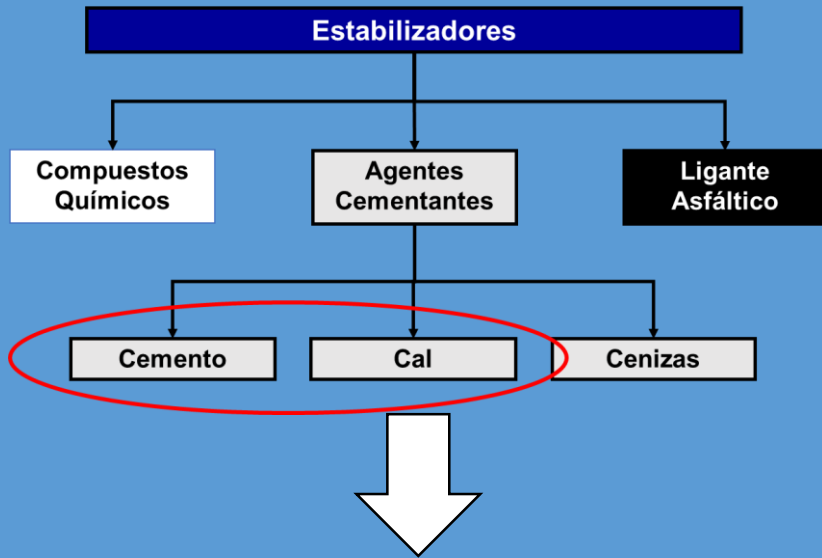 Estabilizadores
Compuestos
Químicos
Agentes
Cementantes
Ligante
Asfáltico
Cemento
Cal
Cenizas